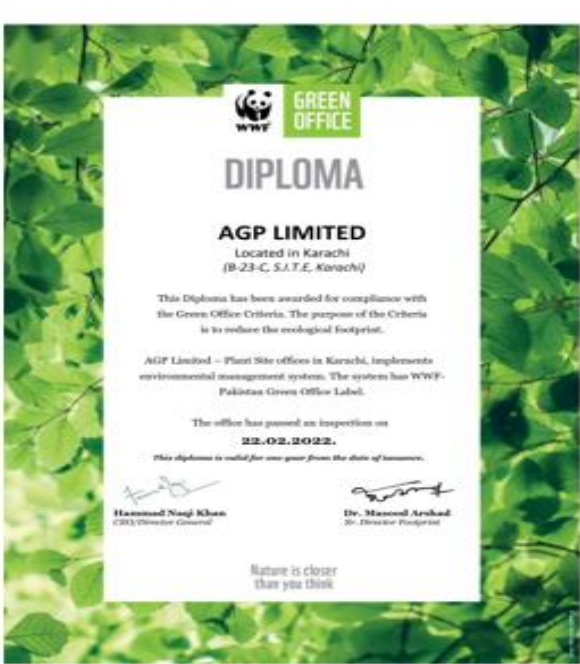 WWF
GREEN
OFFICE
DIPLOMA
AGP LIMITED
Located in Karachi
(B-23-C, S.I.T.E, Karachi)
This Diploma has been awarded for compliance with
the Green Office Criteria. The purpose of the Criteria
is to reduce the ecological footprint.
AGP Limited – Plant Site offices in Karachi, implements
environmental management system. The system has WWF-
Pakistan Green Office Label.
The office has passed an inspection on
22.02.2022.
This diploma is valid for one year from the date of issuance.
Hammad Naqi Khan
CEO/Director General
Dr. Masood Arshad
Sr. Director Footprint
Nature is closer
than you think